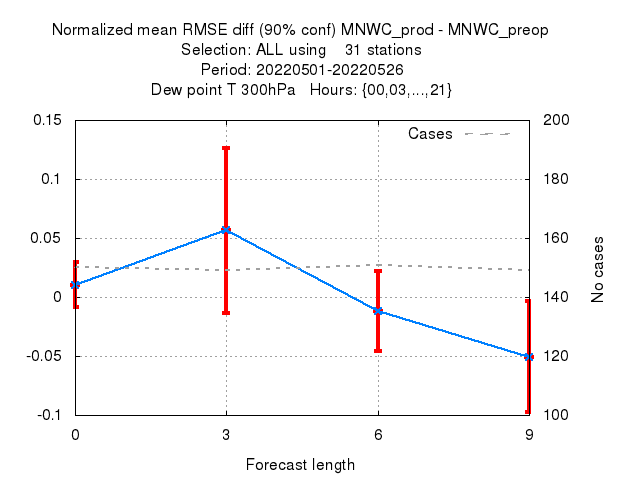 Normalized mean RMSE diff (90% conf) MNWC_prod - MNWC_preop
Selection: ALL using 31 stations
Period: 20220501-20220526
Dew point T 300hPa Hours: {00,03,...,21}
Cases
0.15
0.1
0.05
0
-0.05
-0.1
200
180
160
140
120
100
No cases
0 3 6 9
Forecast length